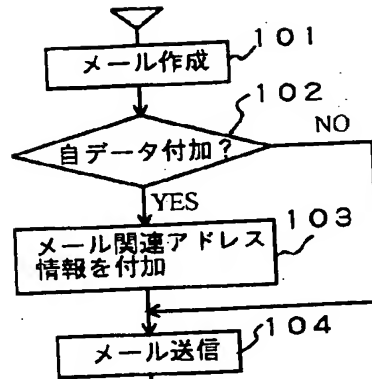 101
メール作成
102
自データ付加?
NO
YES
103
メール関連アドレス
情報を付加
104
メール送信